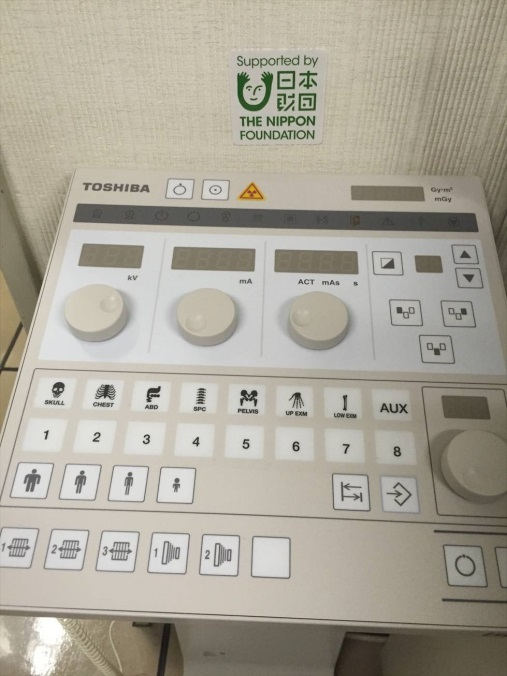 Supported by
日本
財団
THE NIPPON
FOUNDATION
TOSHIBA
Gy·m²
mGy
kV
mA
ACT mAs s
SKULL
CHEST
ABD
SPC
PELVIS
UP EXM
LOW EXM
AUX
1
2
3
4
5
6
7
8
1
2
3
1
2